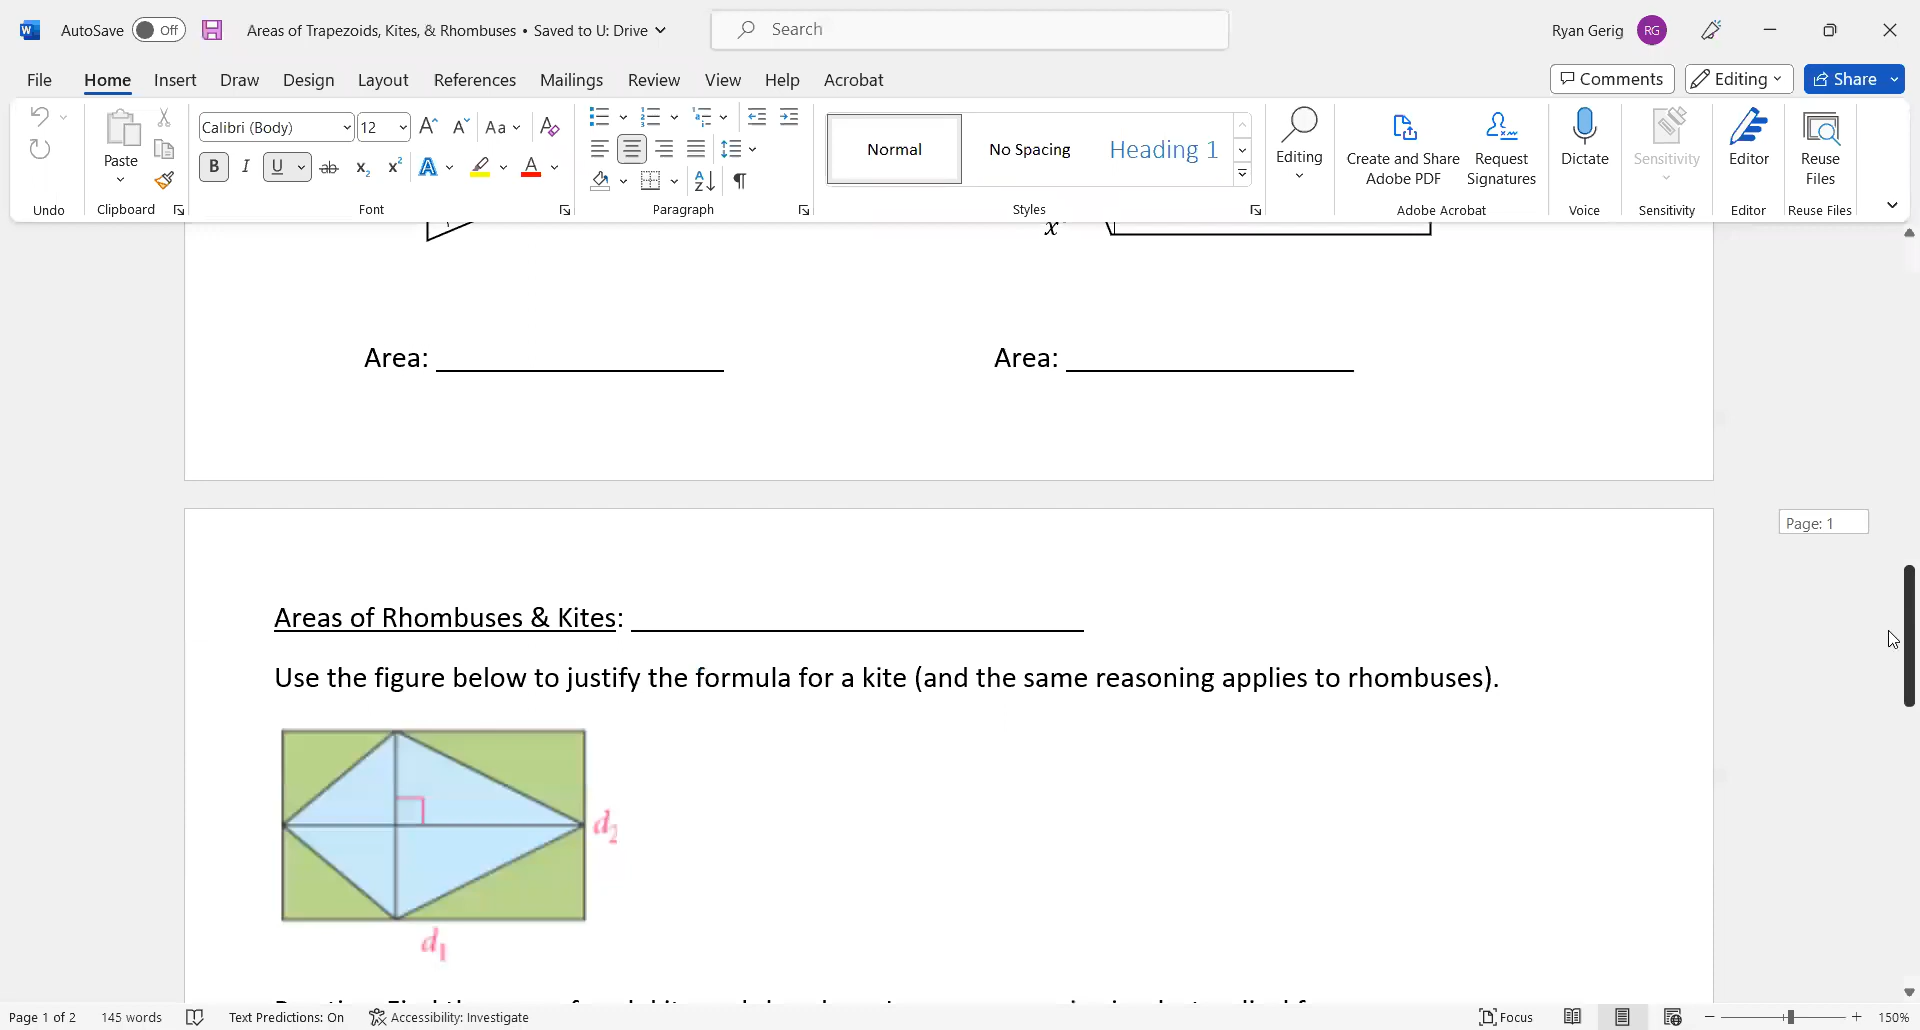 AutoSave Off Areas of Trapezoids, Kites, & Rhombuses • Saved to U: Drive Search Ryan Gerig RG
File Home Insert Draw Design Layout References Mailings Review View Help Acrobat Comments Editing Share
Calibri (Body) 12 Normal No Spacing Heading 1
Paste Editing Create and Share Adobe PDF Request Signatures Dictate Sensitivity Editor Reuse Files
Undo Clipboard Font Paragraph Styles Adobe Acrobat Voice Sensitivity Editor Reuse Files
x
Area: ____________________ Area: ____________________
Page: 1
Areas of Rhombuses & Kites: ____________________
Use the figure below to justify the formula for a kite (and the same reasoning applies to rhombuses).
d2
d1
Page 1 of 2 145 words Text Predictions: On Accessibility: Investigate Focus 150%